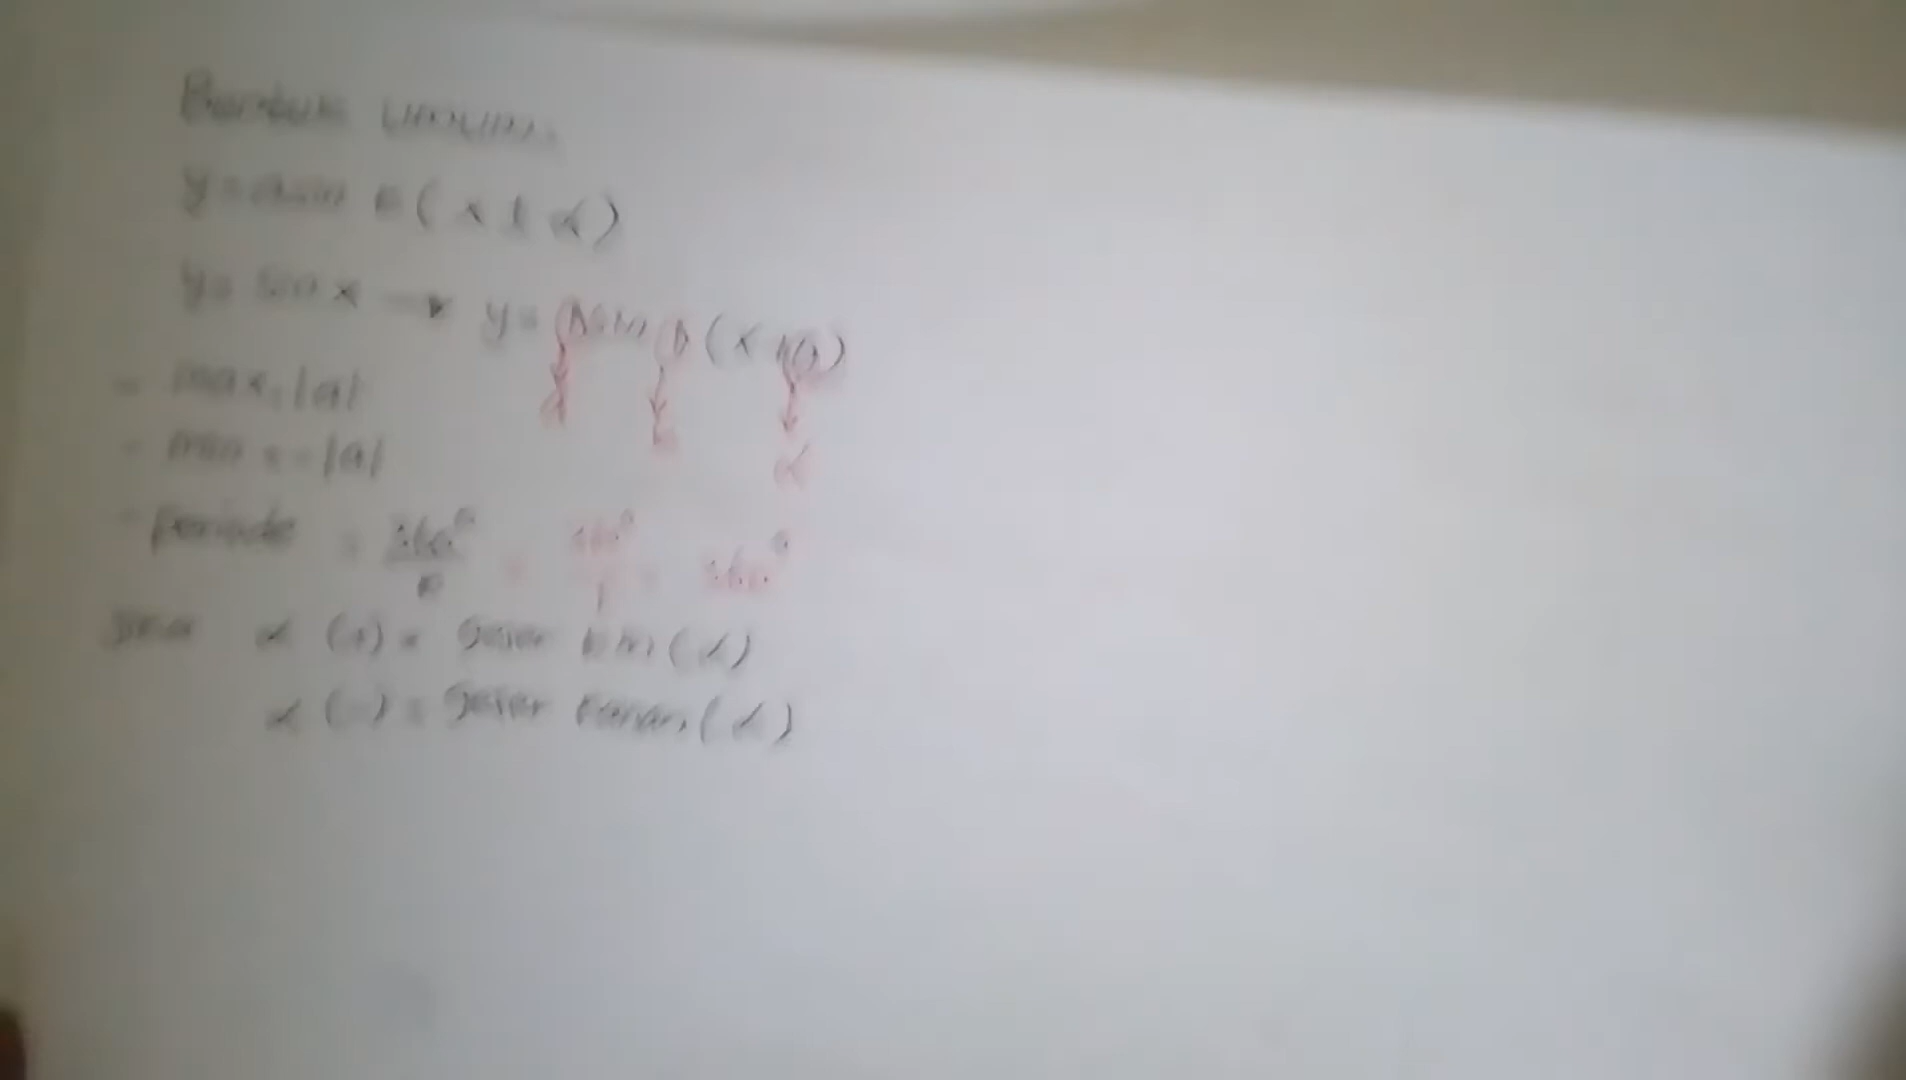 Bentuk umum
y = a sin k ( x ± α )
y = sin x → y = 1 sin 1 ( x + 0 )
a
k
α
- max = |a|
- min = -|a|
- periode = 360° / k = 360° / 1 = 360°
jika α (+) = geser kiri (α)
α (-) = geser kanan (α)